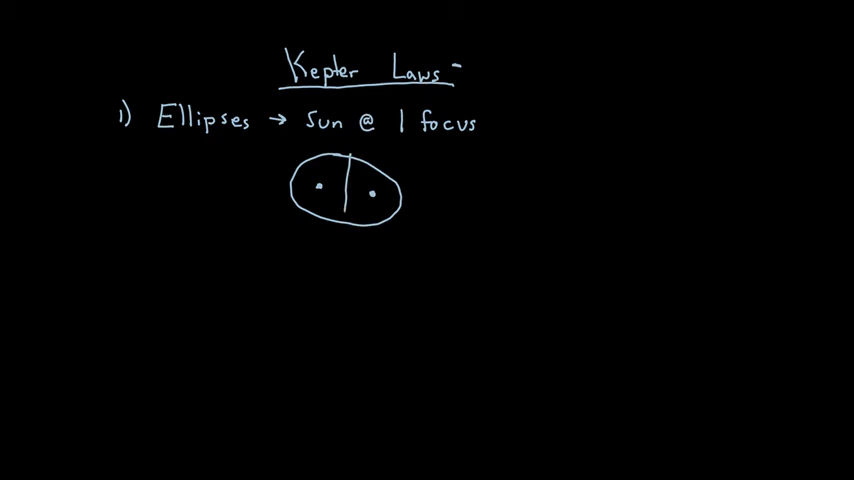 Kepler Laws-
1) Ellipses → Sun @ 1 focus